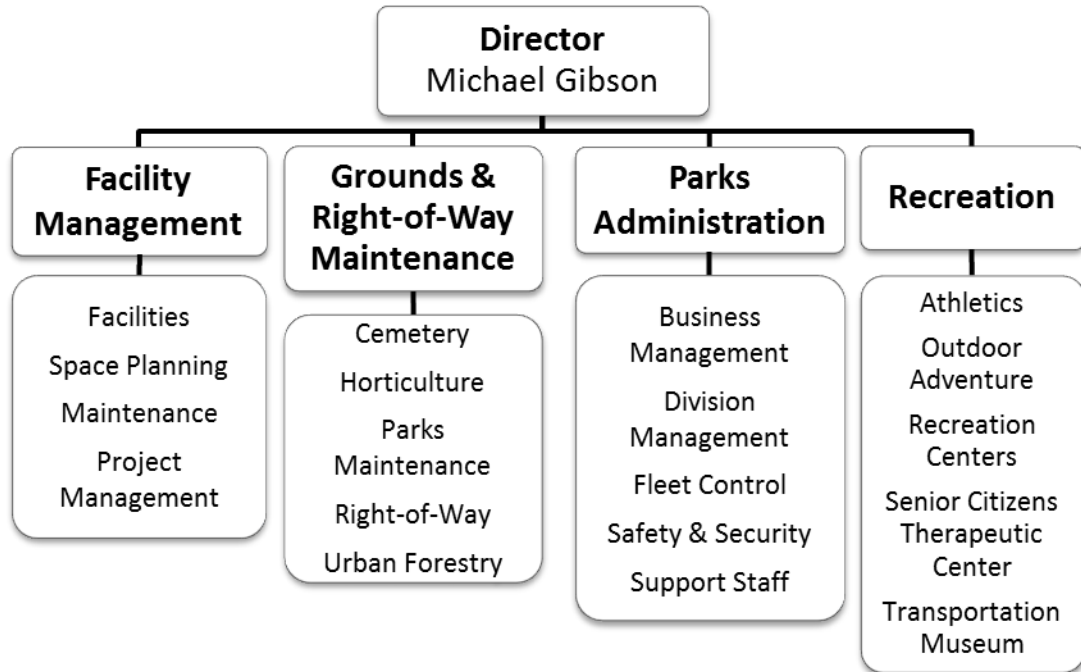 Director
Michael Gibson
Facility
Management
Grounds &
Right-of-Way
Maintenance
Parks
Administration
Recreation
Facilities
Space Planning
Maintenance
Project
Management
Cemetery
Horticulture
Parks
Maintenance
Right-of-Way
Urban Forestry
Business
Management
Division
Management
Fleet Control
Safety & Security
Support Staff
Athletics
Outdoor
Adventure
Recreation
Centers
Senior Citizens
Therapeutic
Center
Transportation
Museum